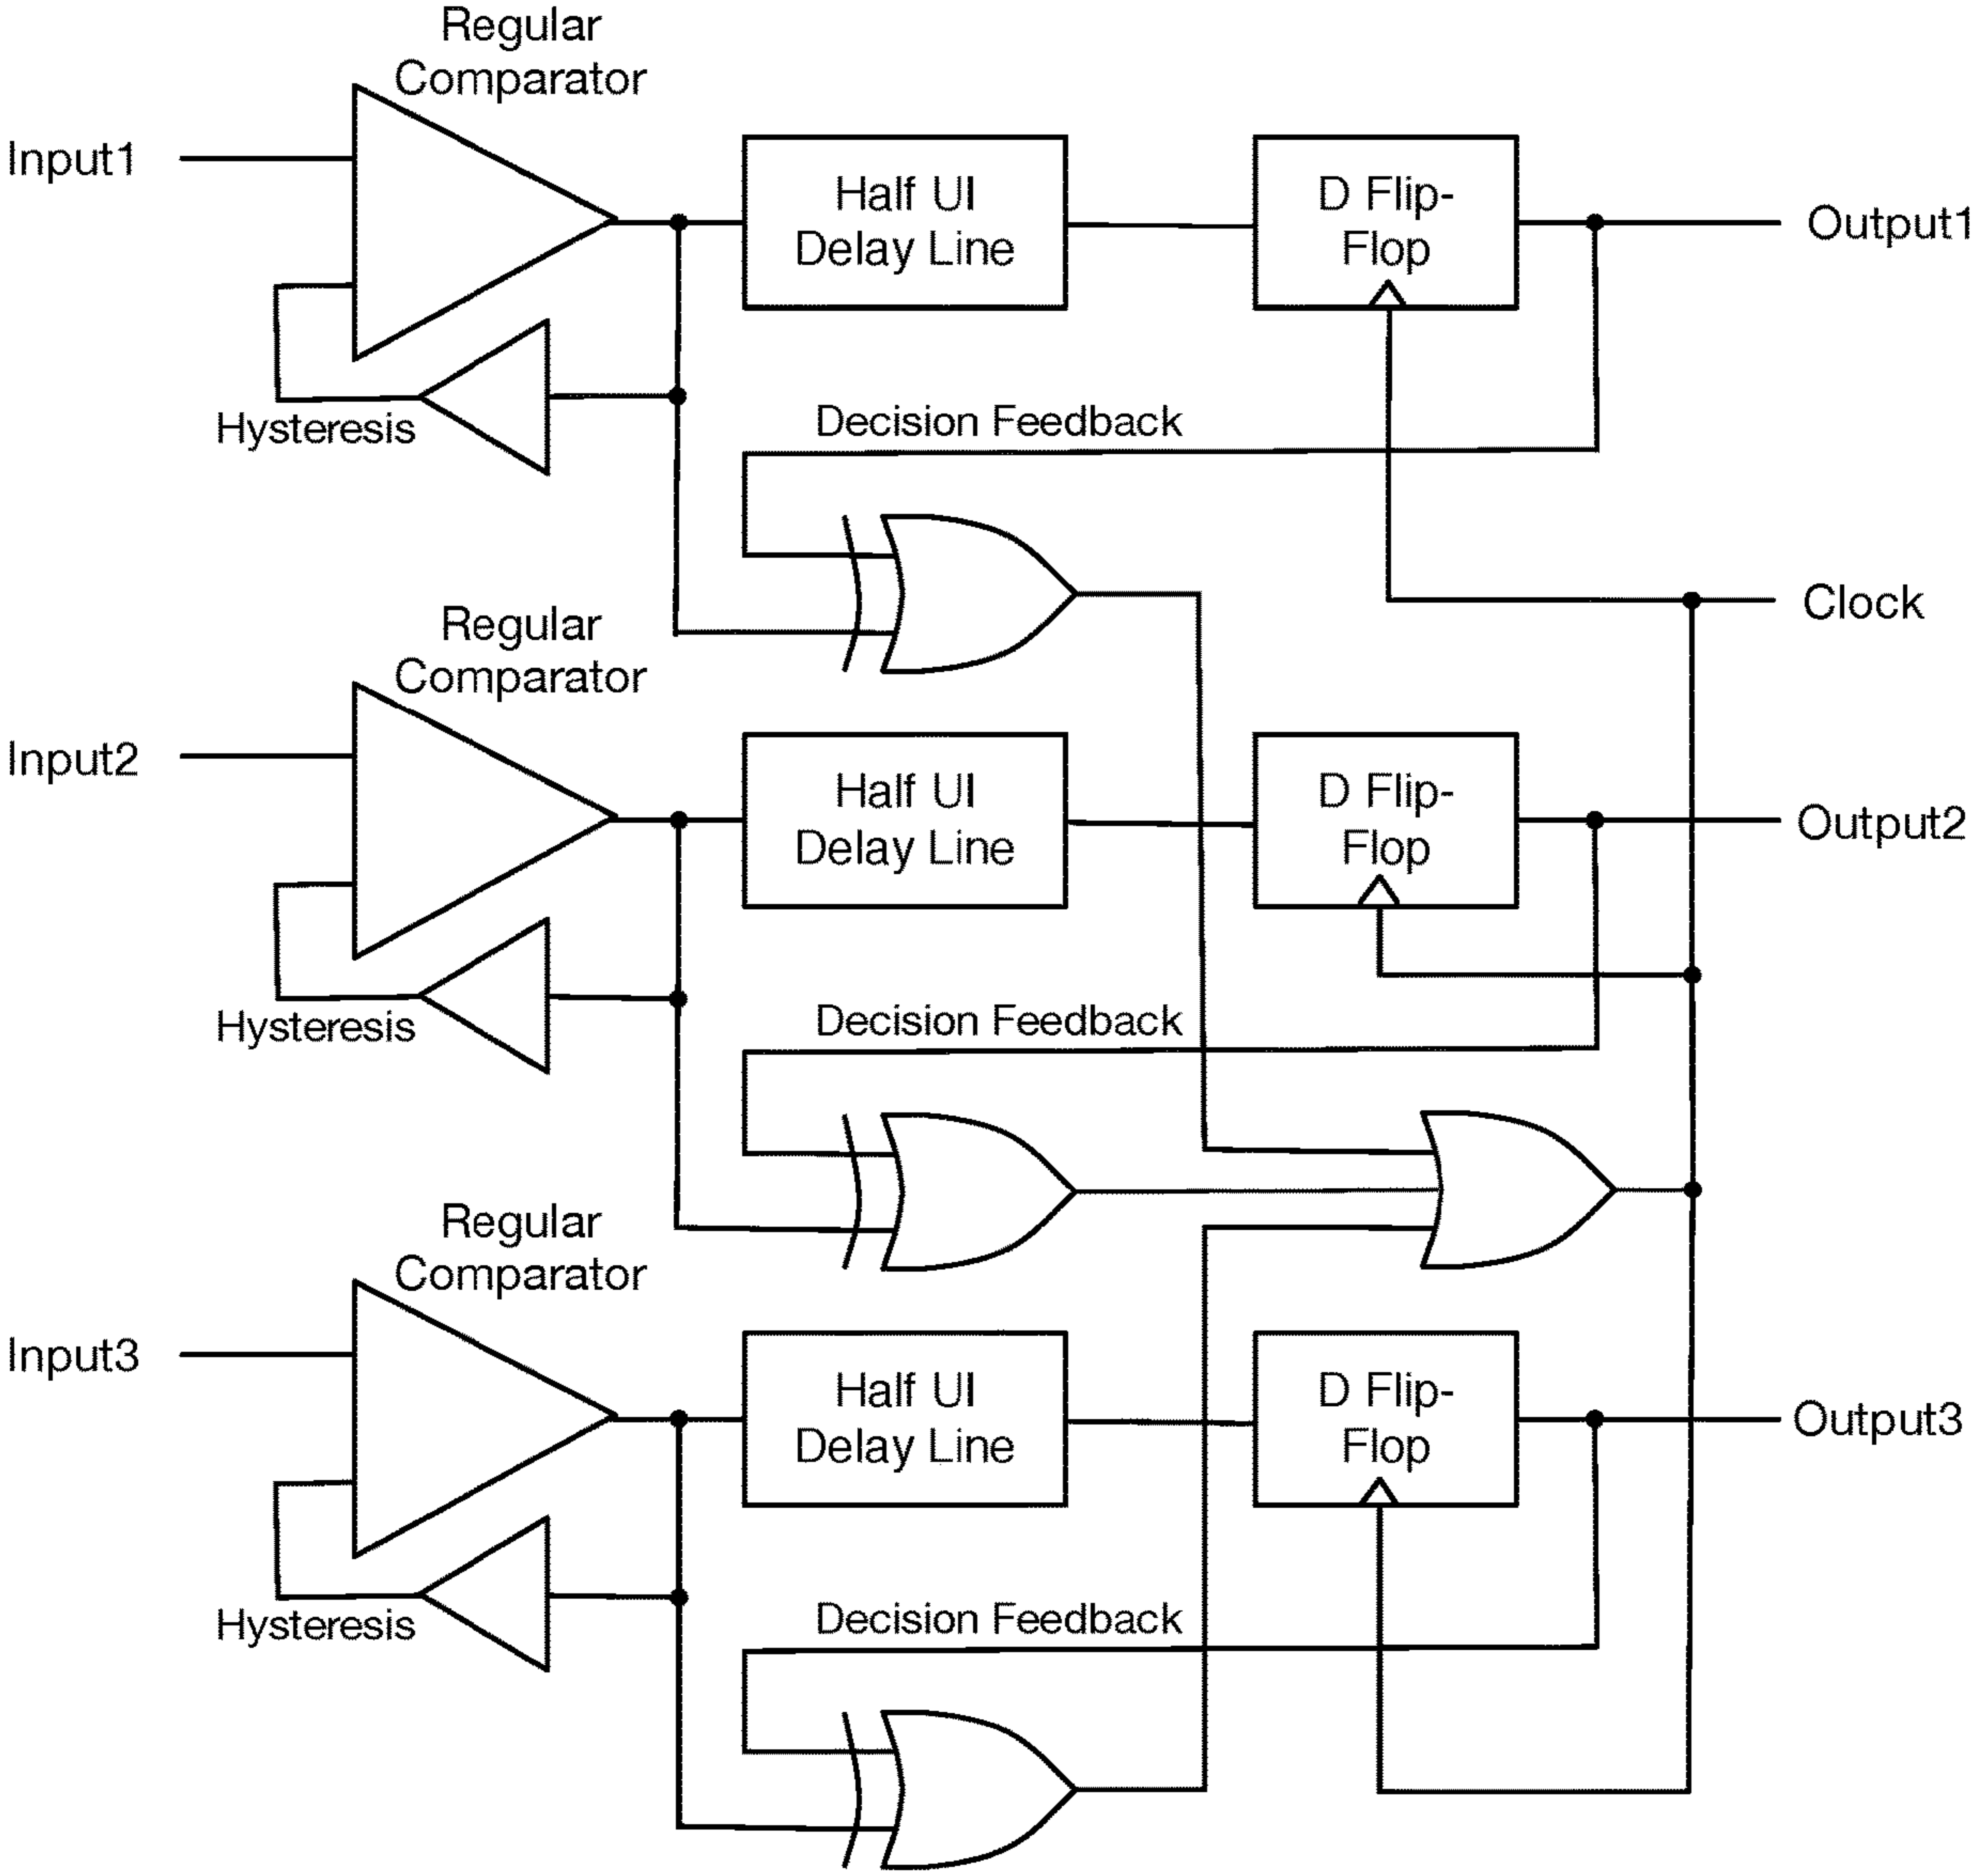 Regular
Comparator
Input1
Half UI
Delay Line
D Flip-
Flop
Output1
Hysteresis
Decision Feedback
Clock
Regular
Comparator
Input2
Half UI
Delay Line
D Flip-
Flop
Output2
Hysteresis
Decision Feedback
Regular
Comparator
Input3
Half UI
Delay Line
D Flip-
Flop
Output3
Hysteresis
Decision Feedback